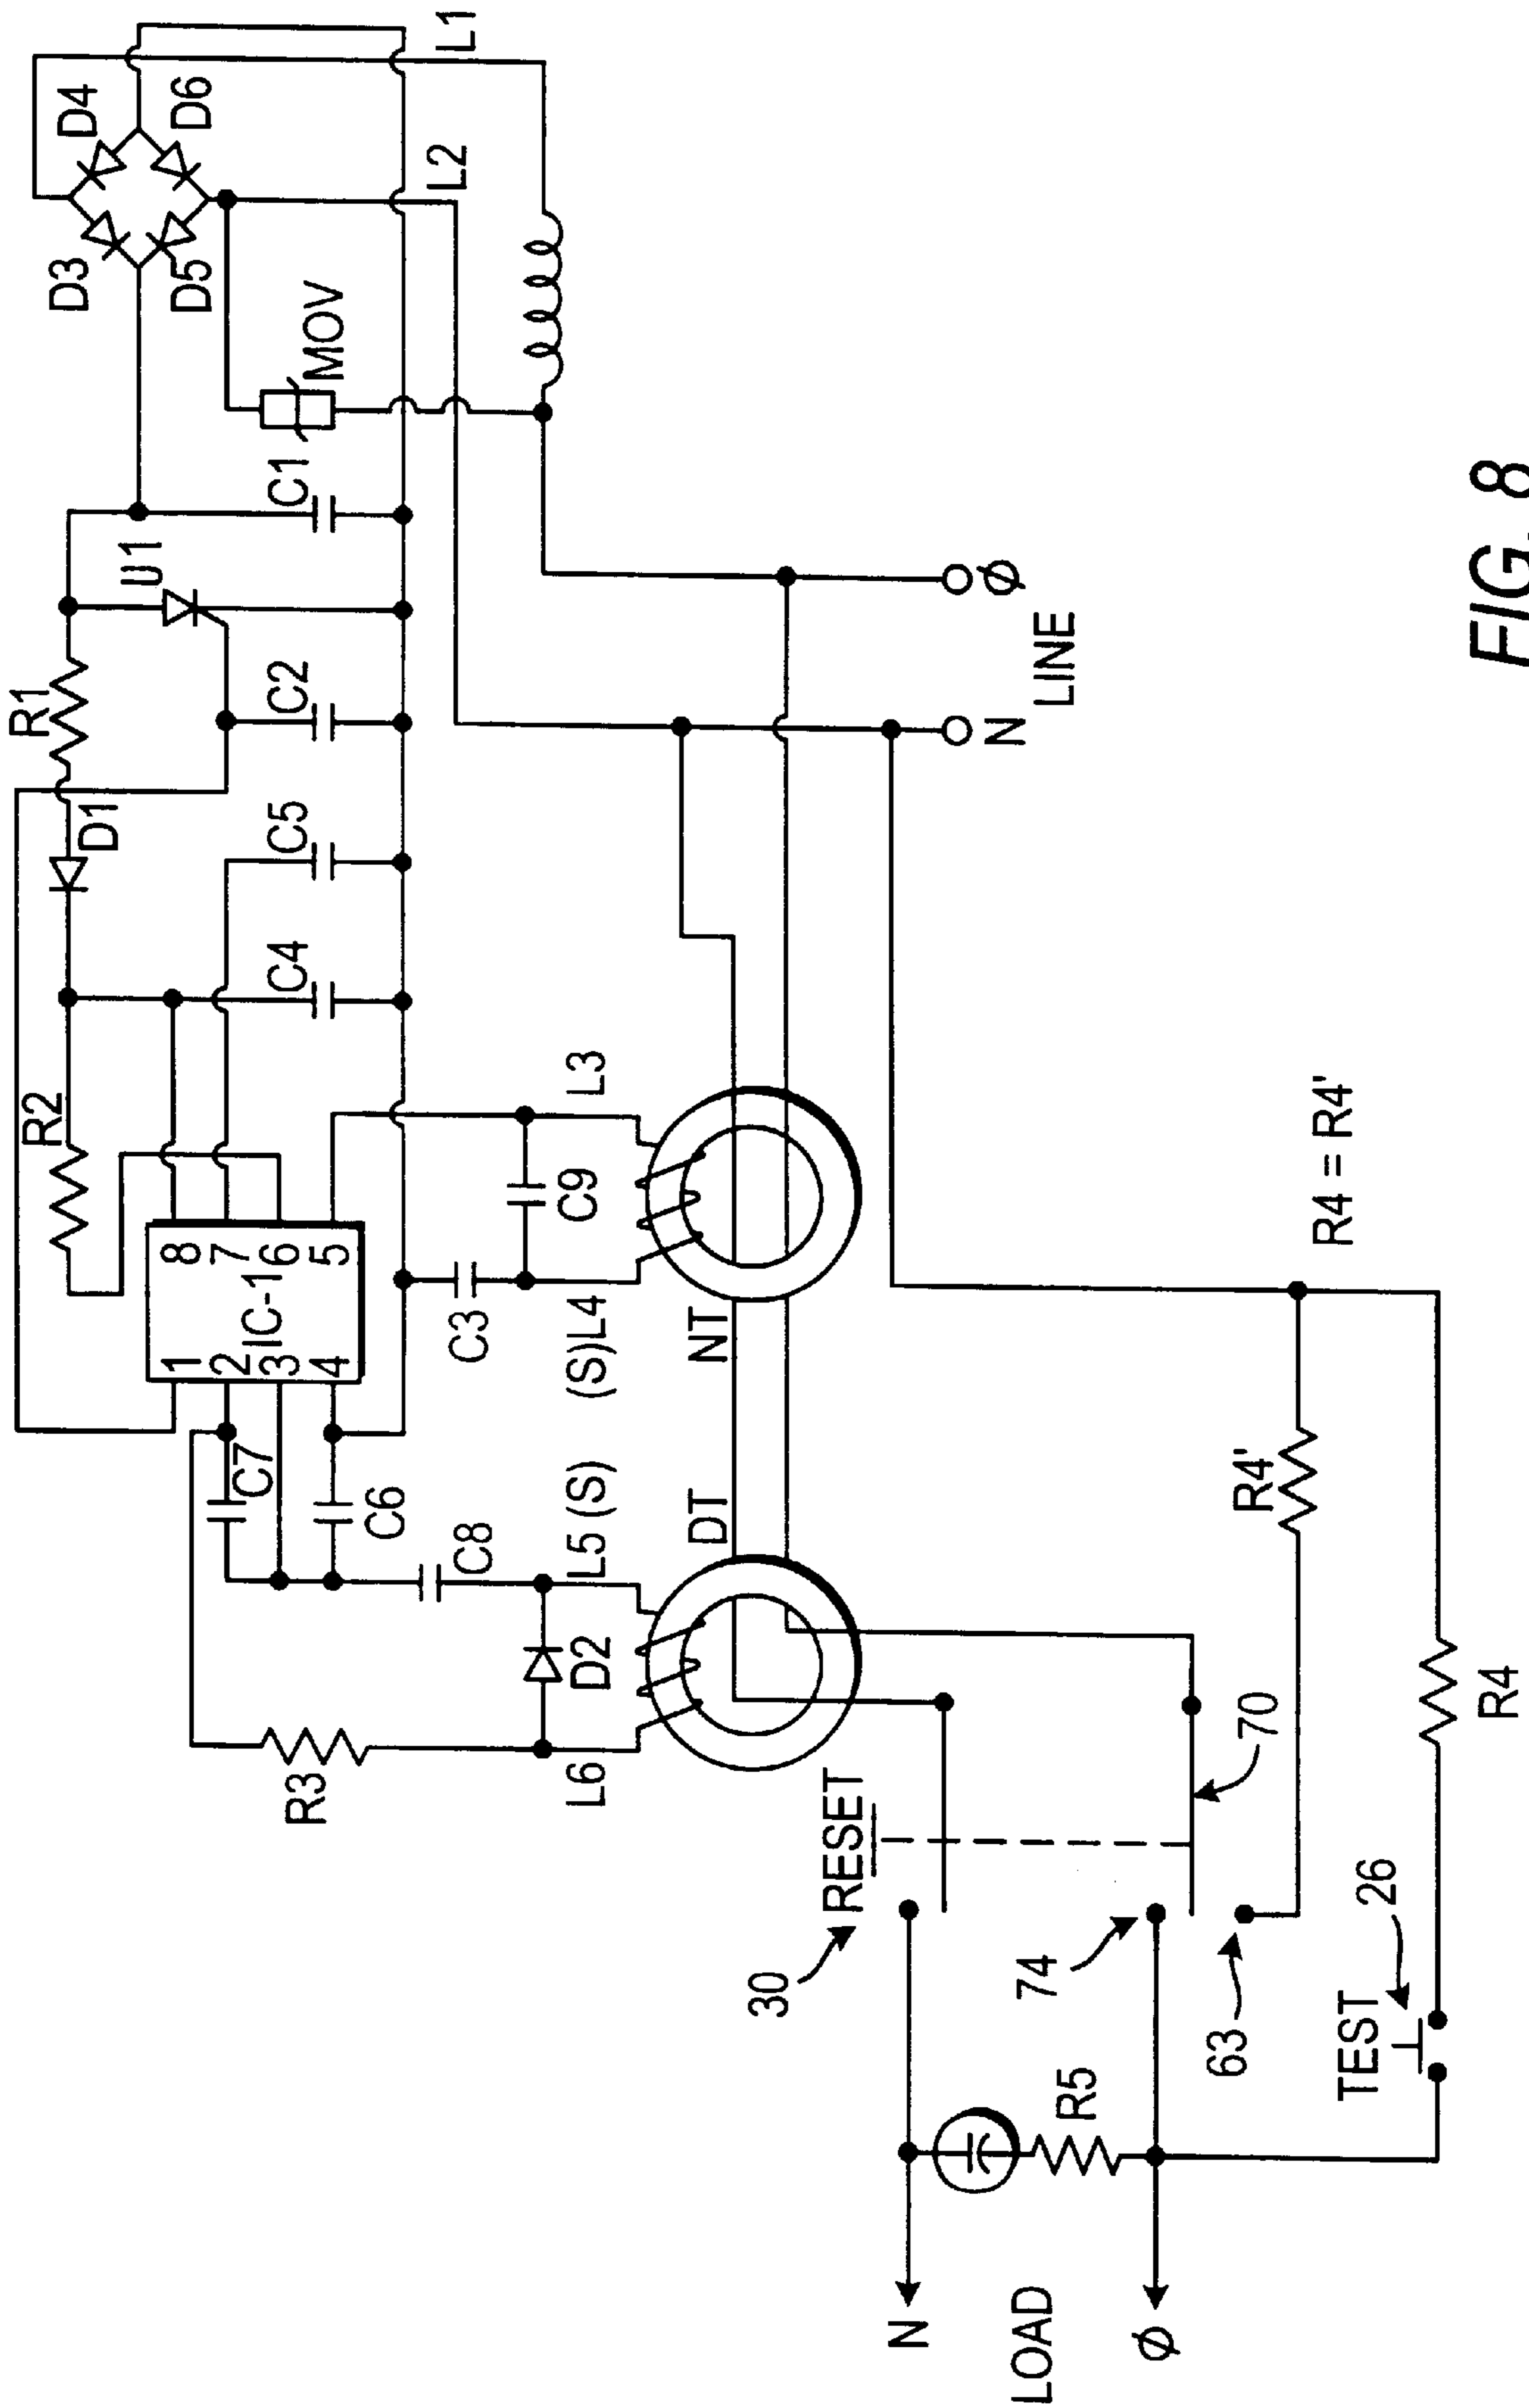 L1
D4
D6
L2
D3
D5
MOV
C1
U1
R1
C2
D1
C5
C4
R2
L3
C9
8
7
6
5
IC-1
1
2
3
4
C3
(S)L4
NT
C7
C6
C8
L5 (S)
DT
D2
R3
L6
Φ
N
LINE
R4 = R4'
R4'
R4
70
30
RESET
74
63
26
TEST
R5
N
LOAD
Φ
FIG. 8